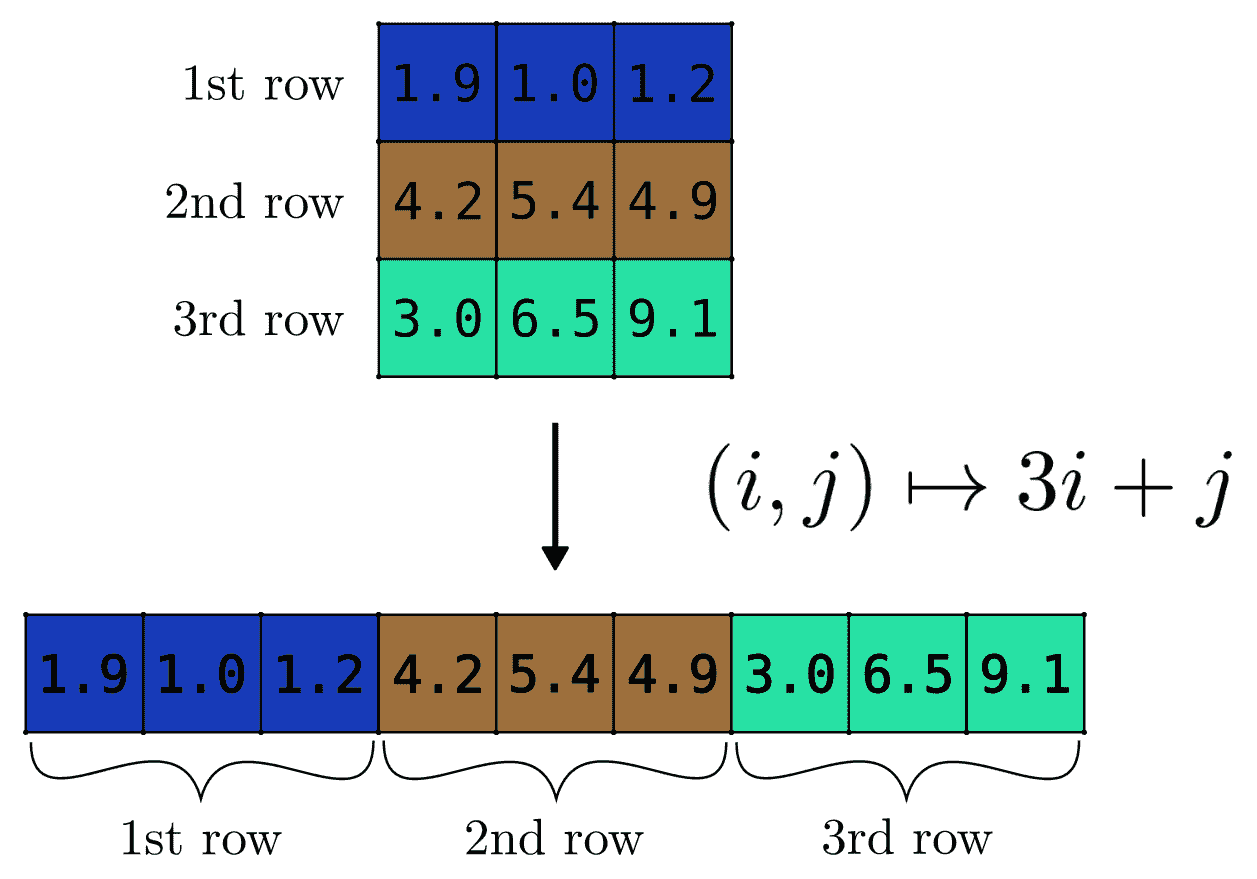 1st row 1.9 1.0 1.2
2nd row 4.2 5.4 4.9
3rd row 3.0 6.5 9.1
(i, j) ↦ 3i + j
1.9 1.0 1.2 4.2 5.4 4.9 3.0 6.5 9.1
1st row 2nd row 3rd row